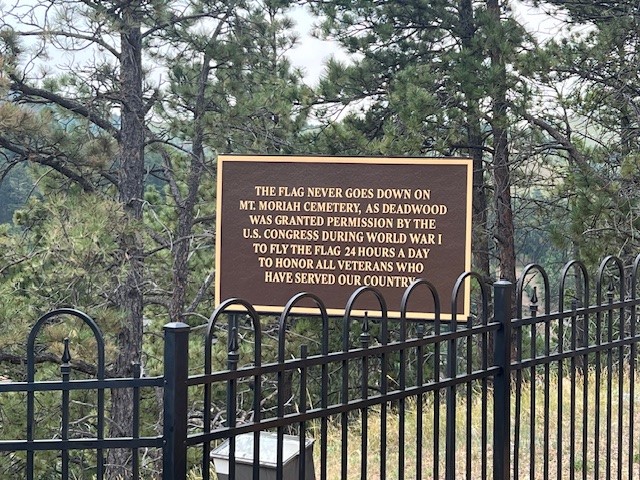 THE FLAG NEVER GOES DOWN ON
MT. MORIAH CEMETERY, AS DEADWOOD
WAS GRANTED PERMISSION BY THE
U.S. CONGRESS DURING WORLD WAR I
TO FLY THE FLAG 24 HOURS A DAY
TO HONOR ALL VETERANS WHO
HAVE SERVED OUR COUNTRY